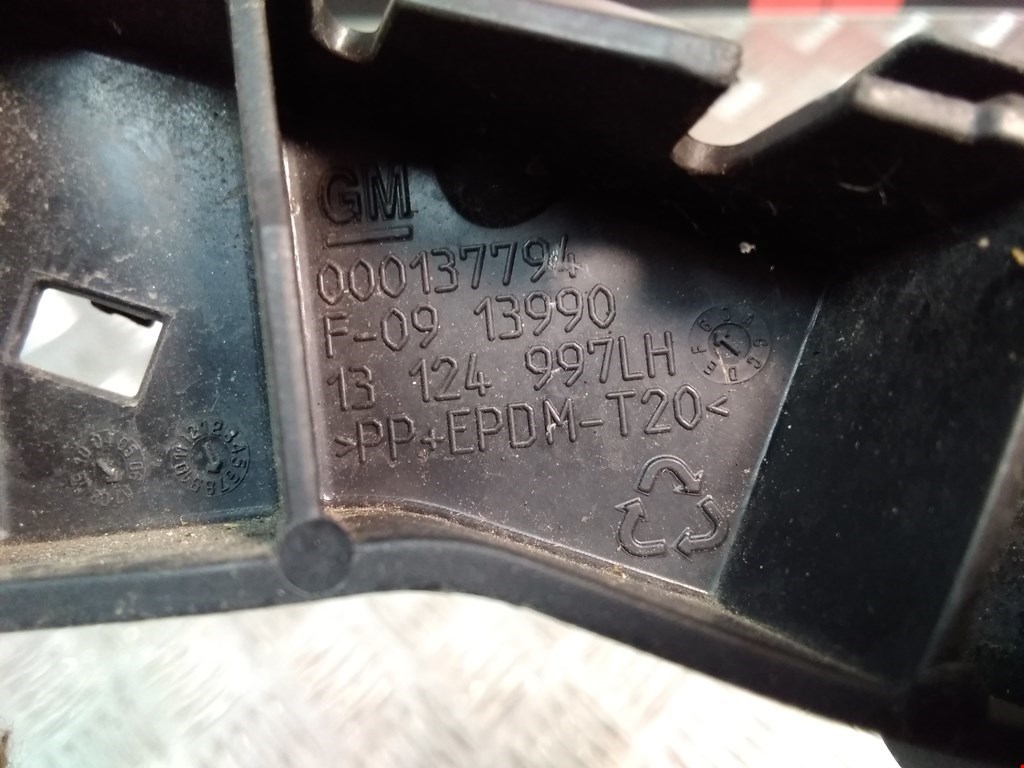 GM
000137794
F-09 13990
13 124 997LH
>PP+EPDM-T20<